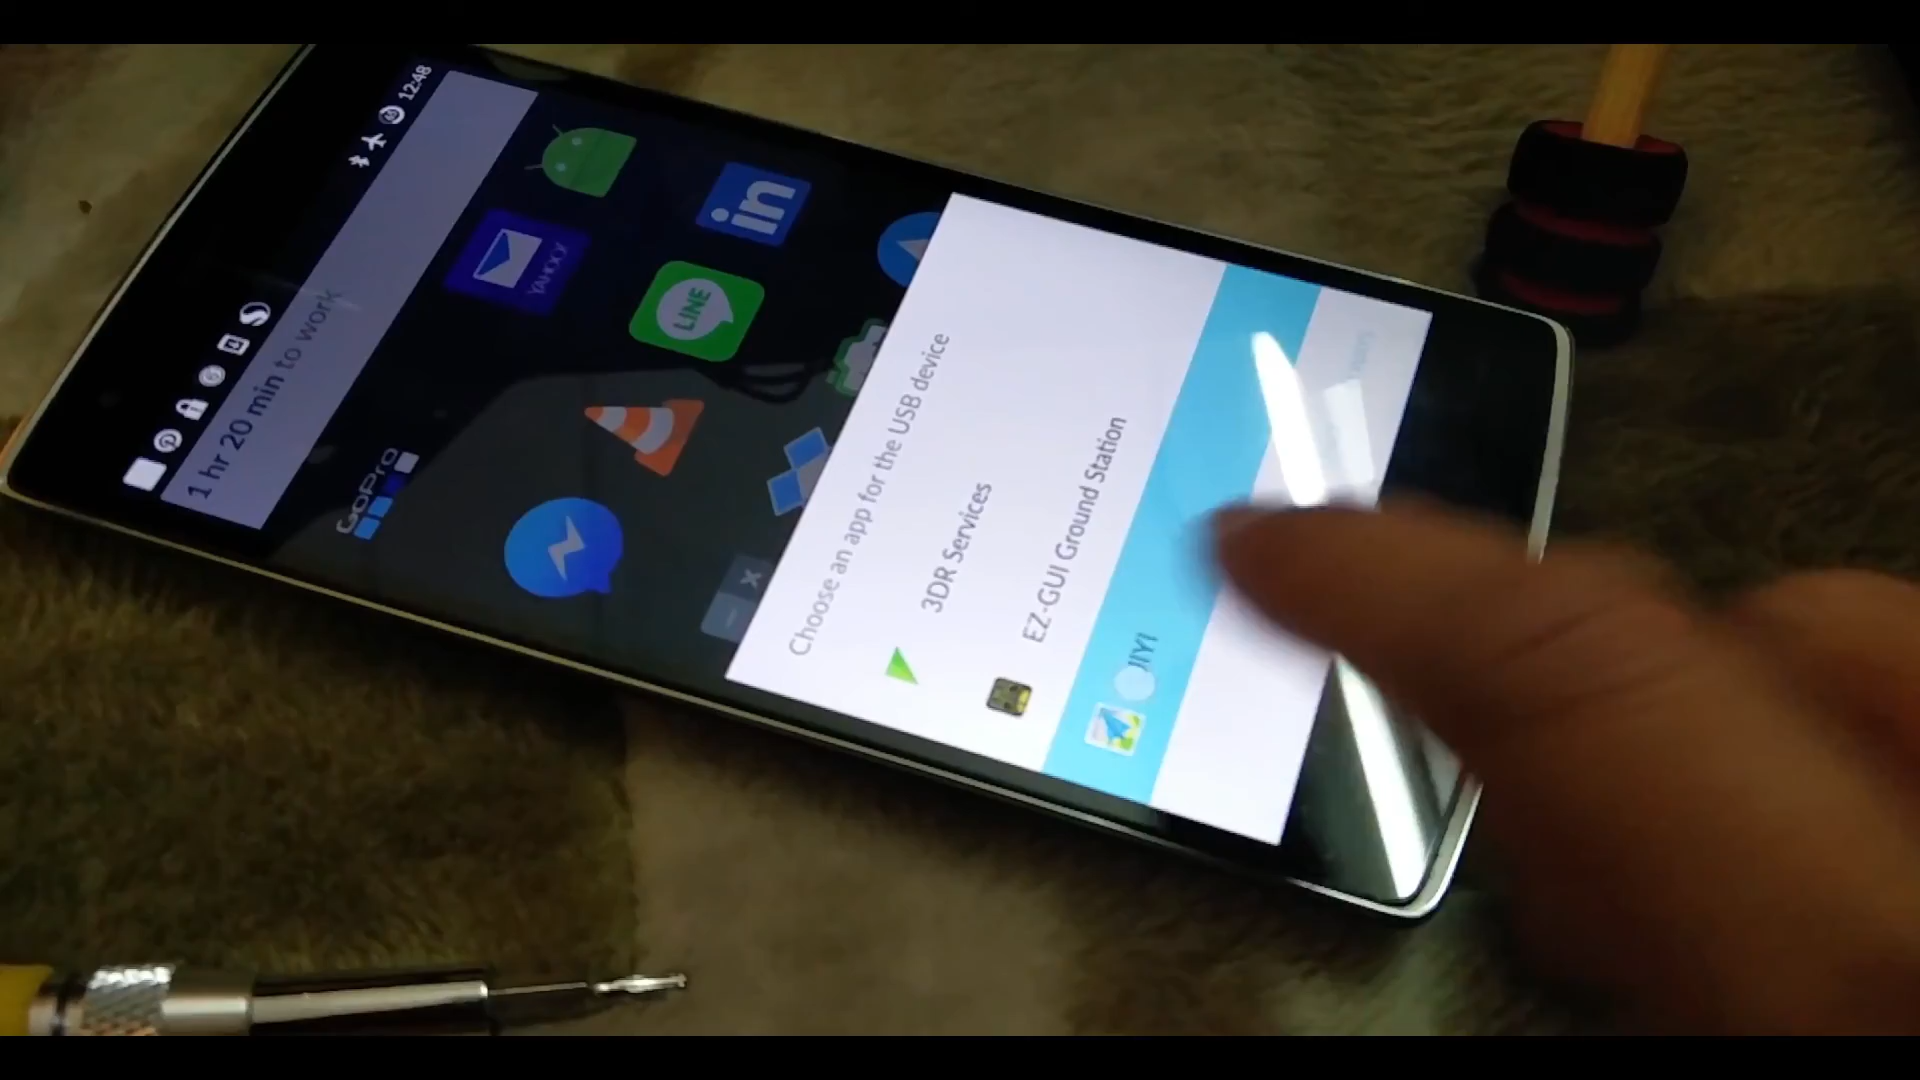 12:48
1 hr 20 min to work
YAHOO!
in
LINE
GoPro
Choose an app for the USB device
3DR Services
EZ-GUI Ground Station
JIYI